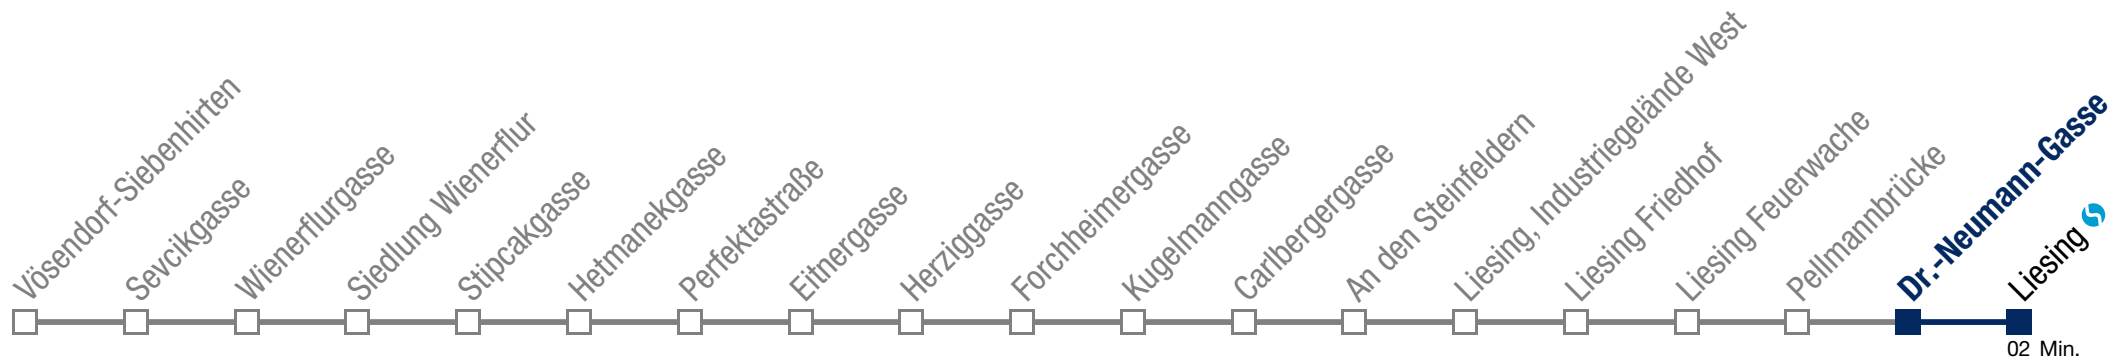 Vösendorf-Siebenhirten
Sevcikgasse
Wienerflurgasse
Siedlung Wienerflur
Stipcakgasse
Hetmanekgasse
Perfektastraße
Eitnergasse
Herziggasse
Forchheimergasse
Kugelmanngasse
Carlbergergasse
An den Steinfeldern
Liesing, Industriegelände West
Liesing Friedhof
Liesing Feuerwache
Pellmannbrücke
Dr.-Neumann-Gasse
Liesing
02 Min.